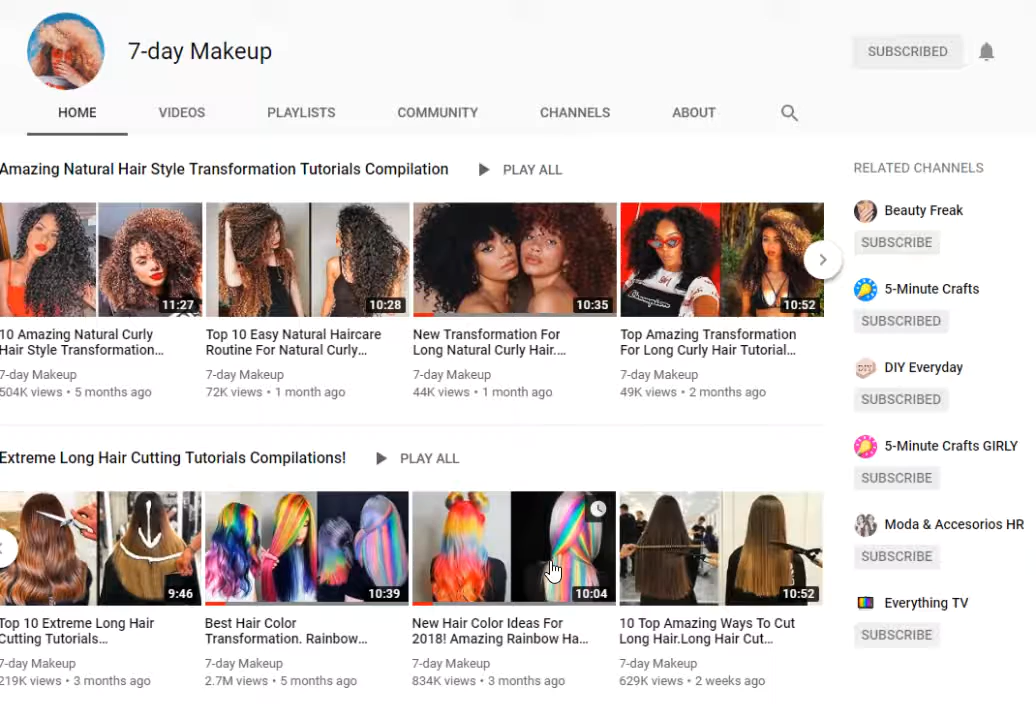 7-day Makeup
SUBSCRIBED
HOME VIDEOS PLAYLISTS COMMUNITY CHANNELS ABOUT
Amazing Natural Hair Style Transformation Tutorials Compilation PLAY ALL
11:27 10:28 10:35 10:52
Champion
10 Amazing Natural Curly
Hair Style Transformation...
7-day Makeup
504K views • 5 months ago
Top 10 Easy Natural Haircare
Routine For Natural Curly...
7-day Makeup
72K views • 1 month ago
New Transformation For
Long Natural Curly Hair....
7-day Makeup
44K views • 1 month ago
Top Amazing Transformation
For Long Curly Hair Tutorial...
7-day Makeup
49K views • 2 months ago
Extreme Long Hair Cutting Tutorials Compilations! PLAY ALL
9:46 10:39 10:04 10:52
Top 10 Extreme Long Hair
Cutting Tutorials...
7-day Makeup
219K views • 3 months ago
Best Hair Color
Transformation. Rainbow...
7-day Makeup
2.7M views • 5 months ago
New Hair Color Ideas For
2018! Amazing Rainbow Ha...
7-day Makeup
834K views • 3 months ago
10 Top Amazing Ways To Cut
Long Hair.Long Hair Cut...
7-day Makeup
629K views • 2 weeks ago
RELATED CHANNELS
Beauty Freak
SUBSCRIBE
5-Minute Crafts
SUBSCRIBED
DIY
DIY Everyday
SUBSCRIBED
5-Minute Crafts GIRLY
SUBSCRIBE
Moda & Accesorios HR
SUBSCRIBE
Everything TV
SUBSCRIBE